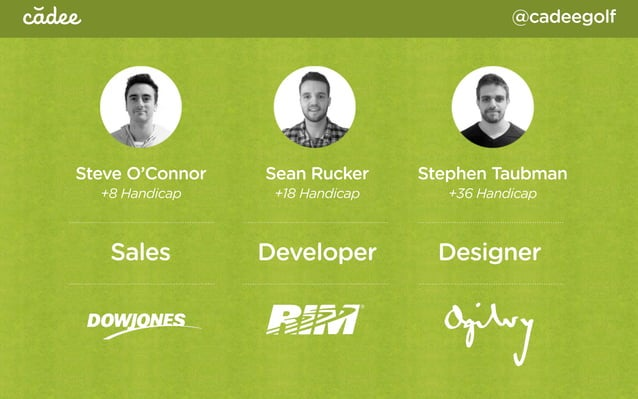 cădee
@cadeegolf
Steve O'Connor
+8 Handicap
Sean Rucker
+18 Handicap
Stephen Taubman
+36 Handicap
Sales
Developer
Designer
DOWJONES
RIM®
Ogilvy